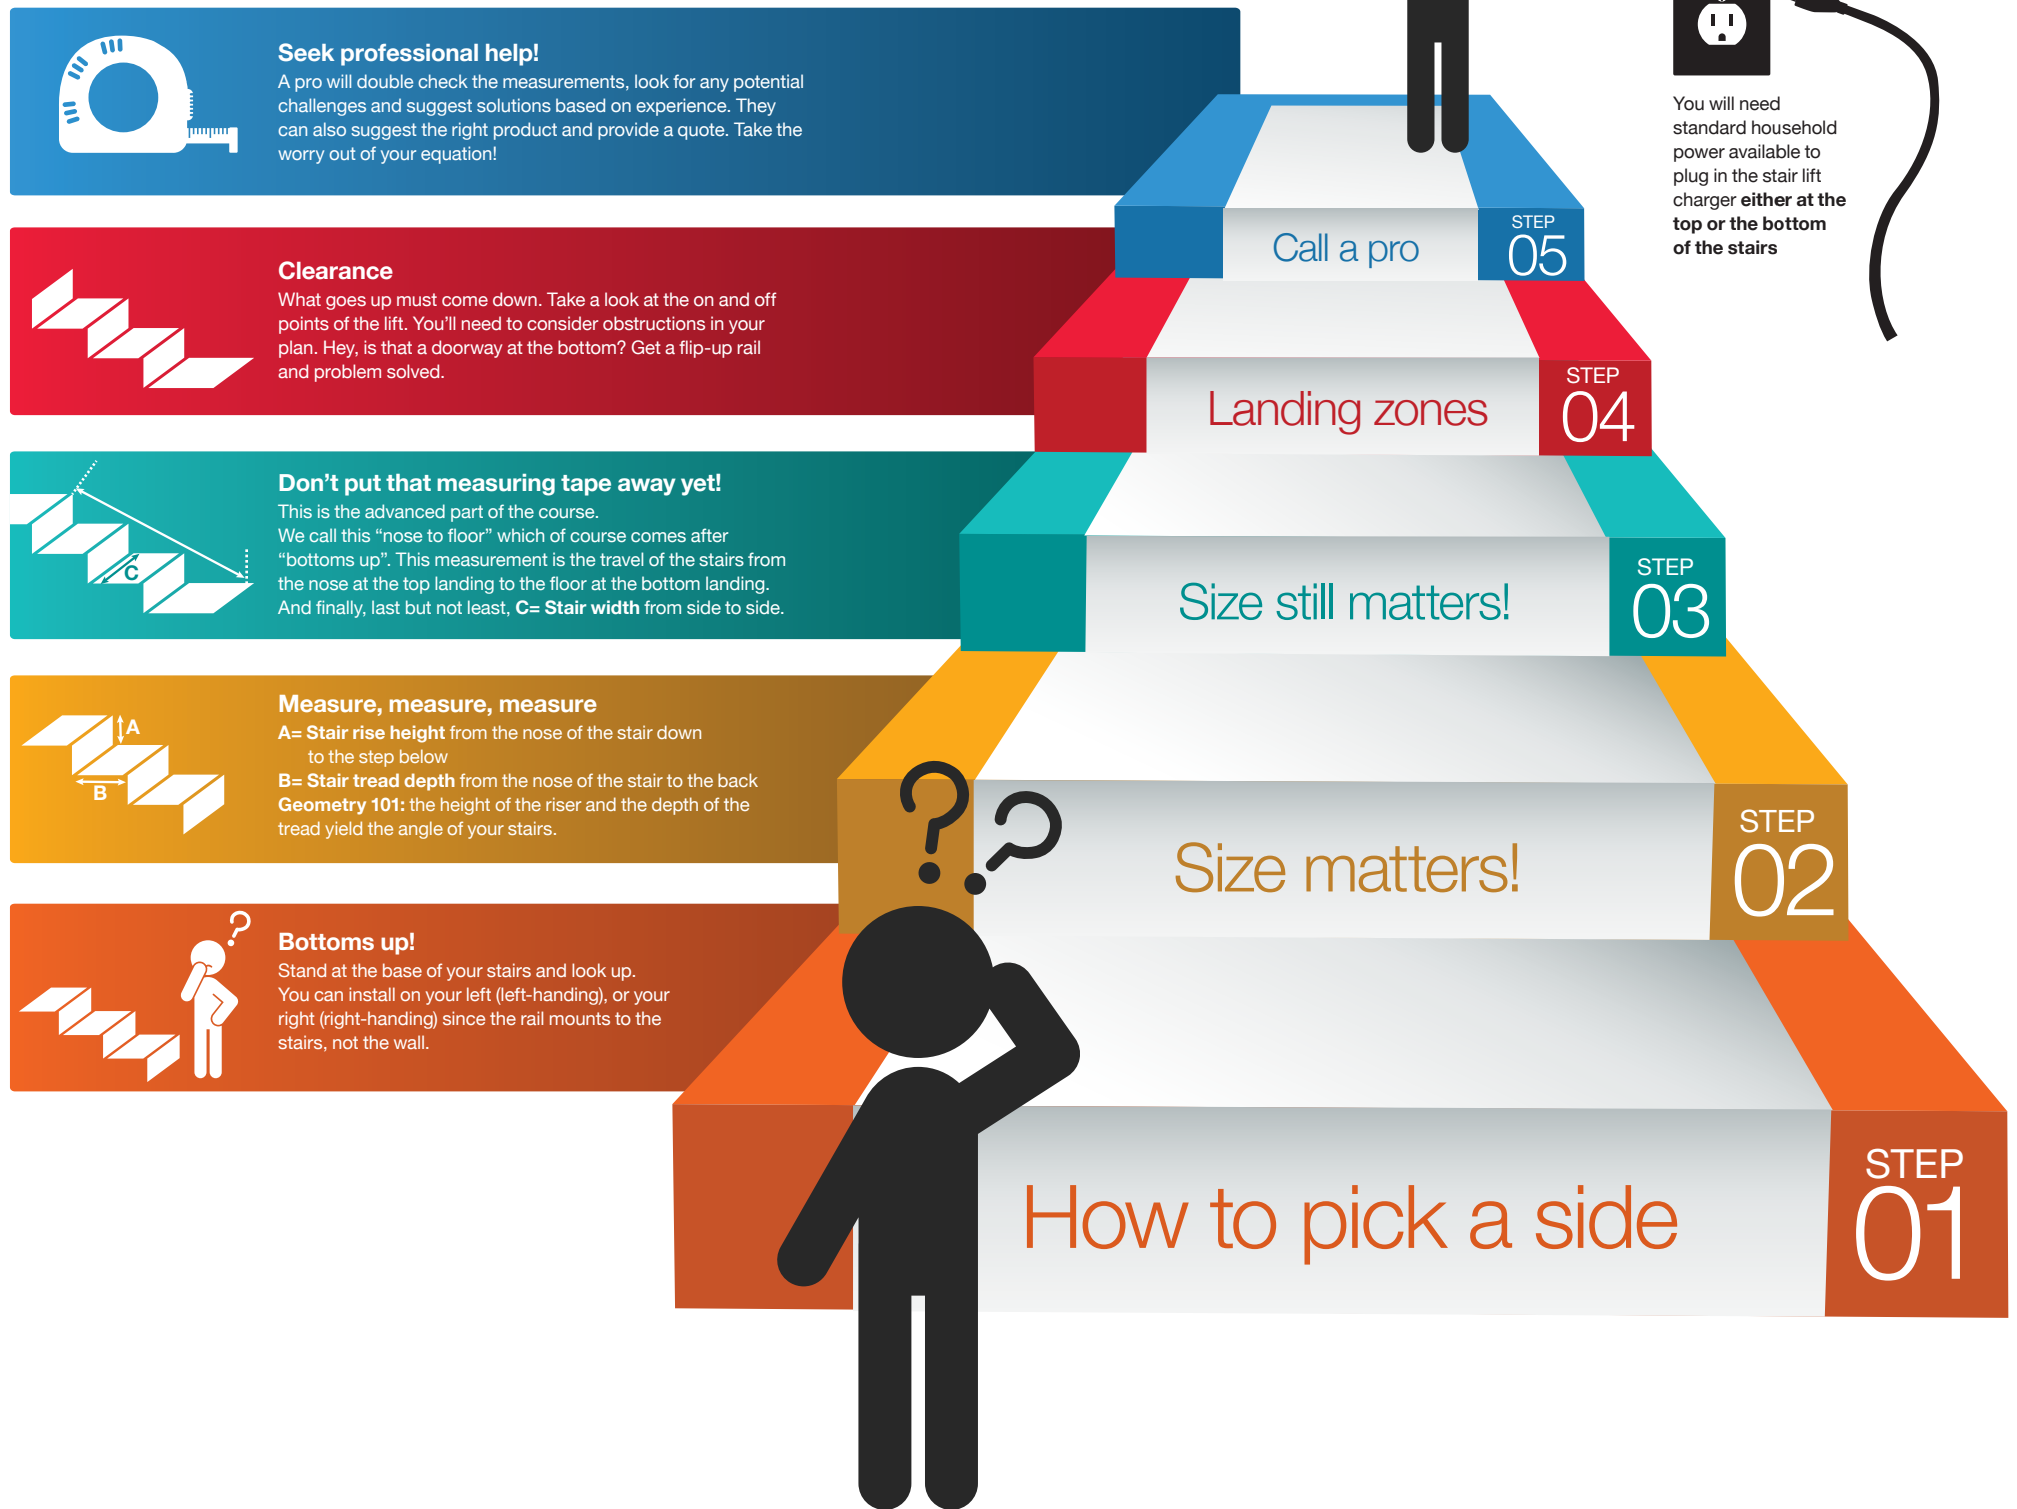 Seek professional help!
A pro will double check the measurements, look for any potential
challenges and suggest solutions based on experience. They
can also suggest the right product and provide a quote. Take the
worry out of your equation!
You will need
standard household
power available to
plug in the stair lift
charger either at the
top or the bottom
of the stairs
Call a pro
STEP
05
Clearance
What goes up must come down. Take a look at the on and off
points of the lift. You’ll need to consider obstructions in your
plan. Hey, is that a doorway at the bottom? Get a flip-up rail
and problem solved.
Landing zones
STEP
04
Don’t put that measuring tape away yet!
This is the advanced part of the course.
We call this “nose to floor” which of course comes after
“bottoms up”. This measurement is the travel of the stairs from
the nose at the top landing to the floor at the bottom landing.
And finally, last but not least, C= Stair width from side to side.
C
Size still matters!
STEP
03
Measure, measure, measure
A= Stair rise height from the nose of the stair down
to the step below
B= Stair tread depth from the nose of the stair to the back
Geometry 101: the height of the riser and the depth of the
tread yield the angle of your stairs.
A
B
Size matters!
STEP
02
? ?
?
Bottoms up!
Stand at the base of your stairs and look up.
You can install on your left (left-handing), or your
right (right-handing) since the rail mounts to the
stairs, not the wall.
How to pick a side
STEP
01